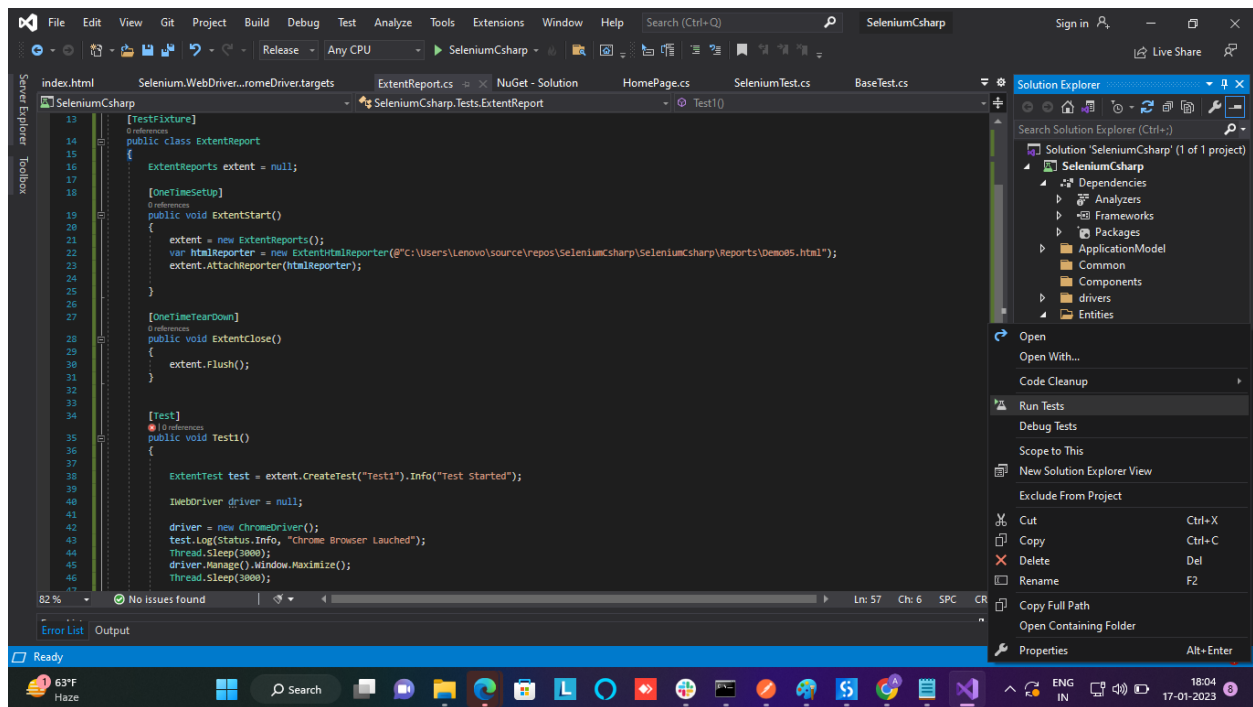 File Edit View Git Project Build Debug Test Analyze Tools Extensions Window Help Search (Ctrl+Q) SeleniumCsharp Sign in
Release Any CPU SeleniumCsharp Live Share
Server Explorer
Toolbox
index.html Selenium.WebDriver...romeDriver.targets ExtentReport.cs NuGet - Solution HomePage.cs SeleniumTest.cs BaseTest.cs
SeleniumCsharp SeleniumCsharp.Tests.ExtentReport Test1()
13 [TestFixture]
0 references
14 public class ExtentReport
15 {
16 ExtentReports extent = null;
17
18 [OneTimeSetUp]
0 references
19 public void ExtentStart()
20 {
21 extent = new ExtentReports();
22 var htmlReporter = new ExtentHtmlReporter(@"C:\Users\Lenovo\source\repos\SeleniumCsharp\SeleniumCsharp\Reports\Demo05.html");
23 extent.AttachReporter(htmlReporter);
24
25 }
26
27 [OneTimeTearDown]
0 references
28 public void ExtentClose()
29 {
30 extent.Flush();
31 }
32
33
34 [Test]
| 0 references
35 public void Test1()
36 {
37
38 ExtentTest test = extent.CreateTest("Test1").Info("Test Started");
39
40 IWebDriver driver = null;
41
42 driver = new ChromeDriver();
43 test.Log(Status.Info, "Chrome Browser Lauched");
44 Thread.Sleep(3000);
45 driver.Manage().Window.Maximize();
46 Thread.Sleep(3000);
47
82 % No issues found Ln: 57 Ch: 6 SPC CR
Error List Output
Ready
Solution Explorer
Search Solution Explorer (Ctrl+;)
Solution 'SeleniumCsharp' (1 of 1 project)
SeleniumCsharp
Dependencies
Analyzers
Frameworks
Packages
ApplicationModel
Common
Components
drivers
Entities
Open
Open With...
Code Cleanup
Run Tests
Debug Tests
Scope to This
New Solution Explorer View
Exclude From Project
Cut Ctrl+X
Copy Ctrl+C
Delete Del
Rename F2
Copy Full Path
Open Containing Folder
Properties Alt+Enter
1 63°F
Haze
Search
L
S
A
ENG
IN
18:04
17-01-2023
8